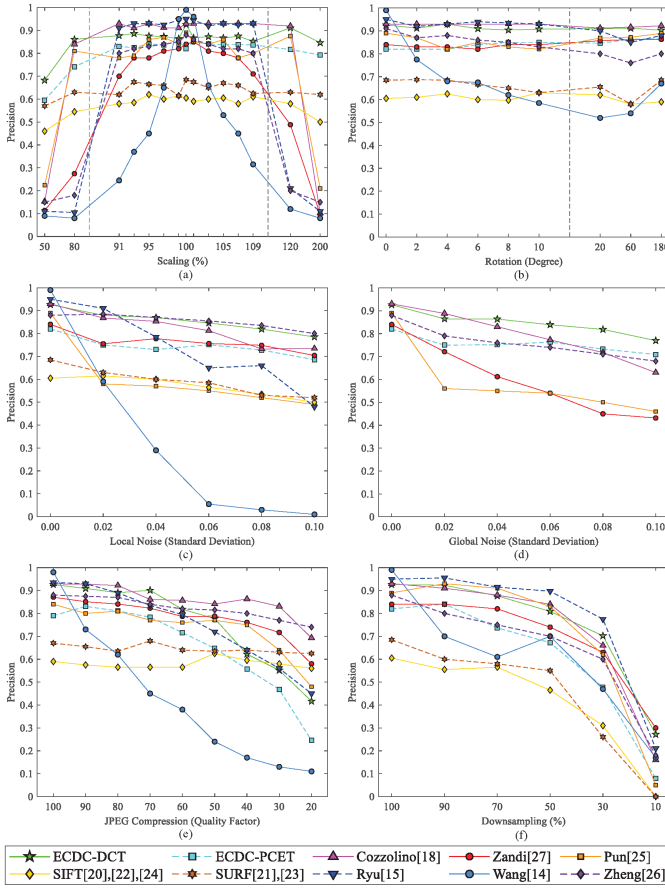 1
0.9
0.8
0.7
0.6
0.5
0.4
0.3
0.2
0.1
0
Precision
50 80 91 95 100 105 109 120 200
Scaling (%)
(a)
1
0.9
0.8
0.7
0.6
0.5
0.4
0.3
0.2
0.1
0
Precision
0 2 4 6 8 10 20 60 180
Rotation (Degree)
(b)
1
0.9
0.8
0.7
0.6
0.5
0.4
0.3
0.2
0.1
0
Precision
0.00 0.02 0.04 0.06 0.08 0.10
Local Noise (Standard Deviation)
(c)
1
0.9
0.8
0.7
0.6
0.5
0.4
0.3
0.2
0.1
0
Precision
0.00 0.02 0.04 0.06 0.08 0.10
Global Noise (Standard Deviation)
(d)
1
0.9
0.8
0.7
0.6
0.5
0.4
0.3
0.2
0.1
0
Precision
100 90 80 70 60 50 40 30 20
JPEG Compression (Quality Factor)
(e)
1
0.9
0.8
0.7
0.6
0.5
0.4
0.3
0.2
0.1
0
Precision
100 90 70 50 30 10
Downsampling (%)
(f)
ECDC-DCT ECDC-PCET Cozzolino[18] Zandi[27] Pun[25]
SIFT[20],[22],[24] SURF[21],[23] Ryu[15] Wang[14] Zheng[26]